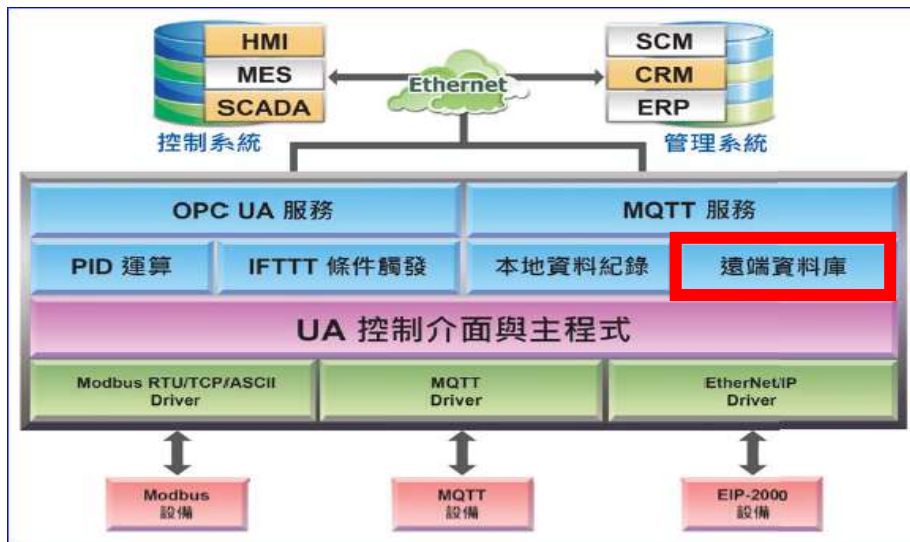 HMI
MES
SCADA
控制系統
Ethernet
SCM
CRM
ERP
管理系統
OPC UA 服務
MQTT 服務
PID 運算
IFTTT 條件觸發
本地資料紀錄
遠端資料庫
UA 控制介面與主程式
Modbus RTU/TCP/ASCII
Driver
MQTT
Driver
EtherNet/IP
Driver
Modbus
設備
MQTT
設備
EIP-2000
設備